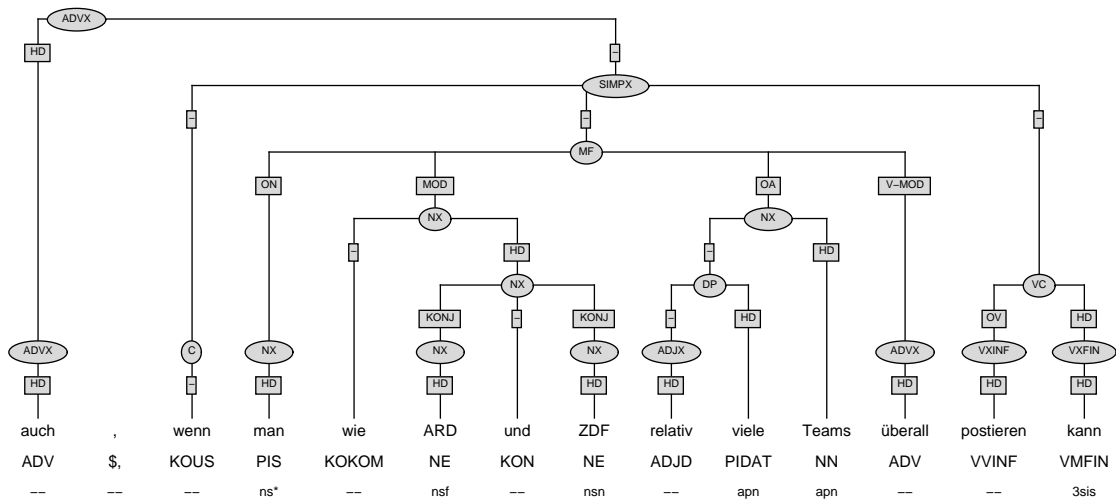 ADVX
HD –
SIMPX
– – –
MF
ON MOD OA V–MOD
NX NX
– HD – HD
NX DP VC
KONJ – KONJ – HD OV HD
ADVX C NX NX NX ADJX ADVX VXINF VXFIN
HD – HD HD HD HD HD HD HD
auch , wenn man wie ARD und ZDF relativ viele Teams überall postieren kann
ADV $, KOUS PIS KOKOM NE KON NE ADJD PIDAT NN ADV VVINF VMFIN
–– –– –– ns* –– nsf –– nsn –– apn apn –– –– 3sis